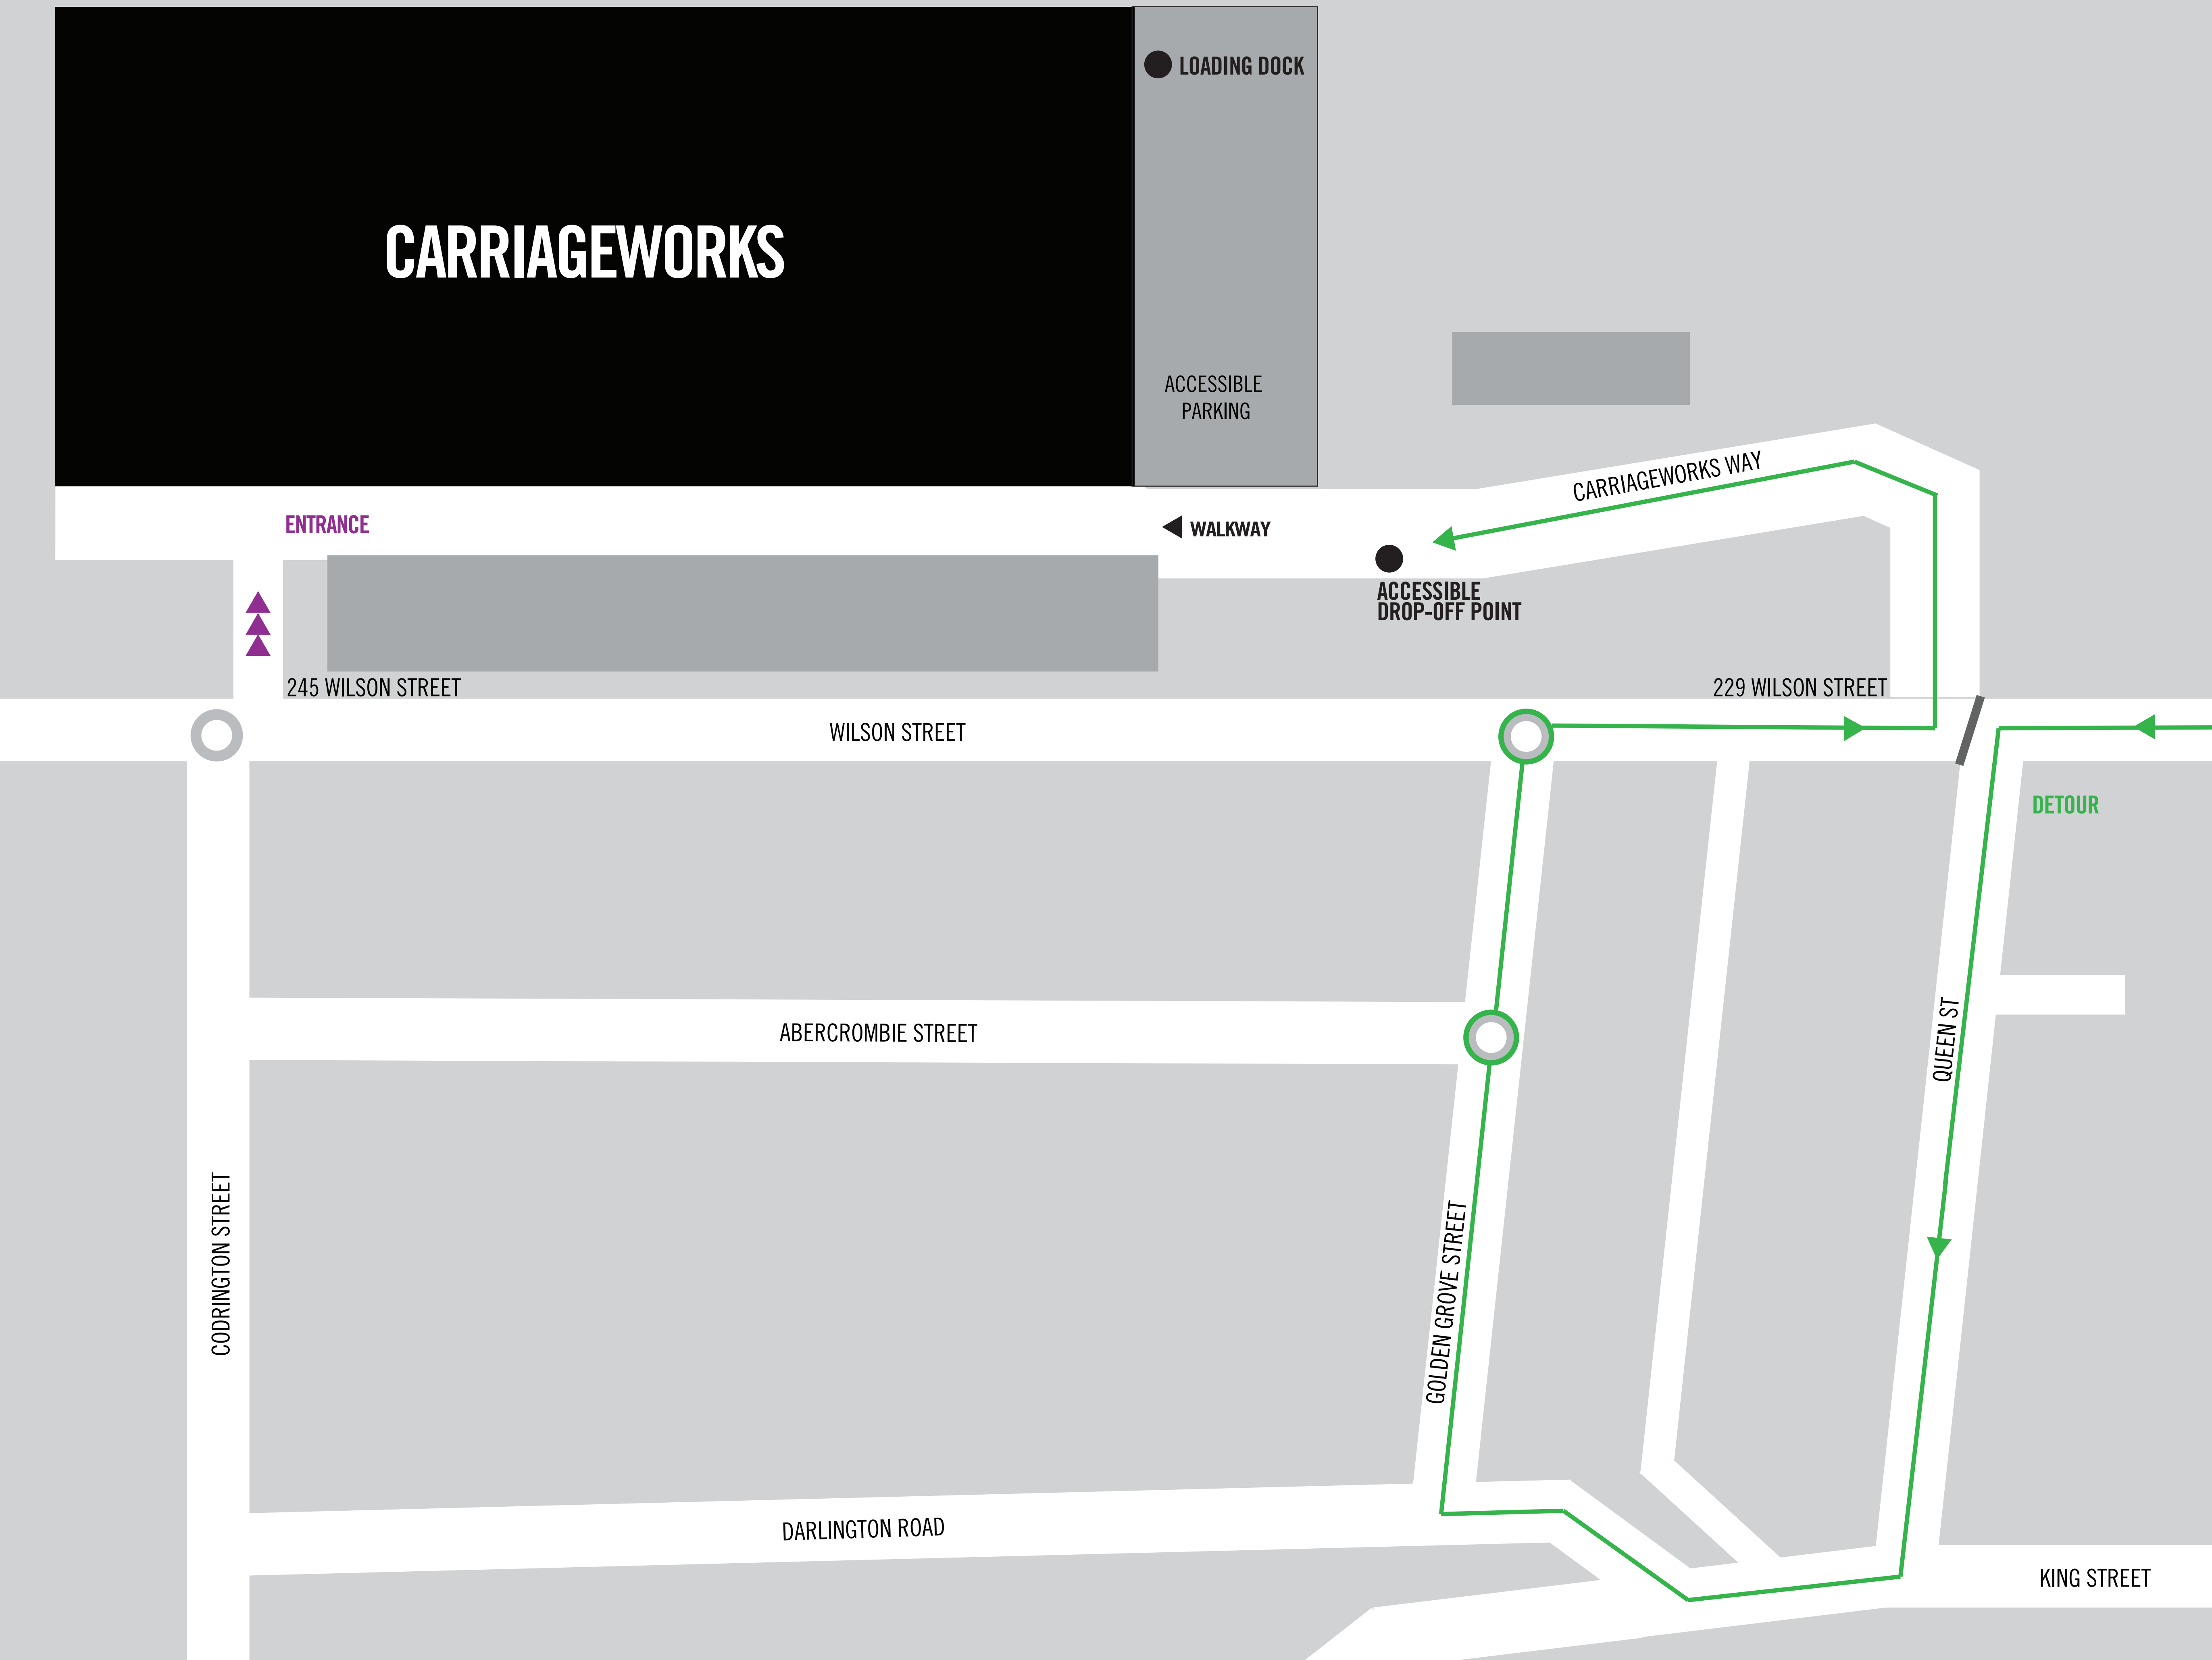 LOADING DOCK
CARRIAGEWORKS
ACCESSIBLE
PARKING
CARRIAGEWORKS WAY
ENTRANCE
WALKWAY
ACCESSIBLE
DROP-OFF POINT
245 WILSON STREET
229 WILSON STREET
WILSON STREET
DETOUR
ABERCROMBIE STREET
QUEEN ST
CODRINGTON STREET
GOLDEN GROVE STREET
DARLINGTON ROAD
KING STREET